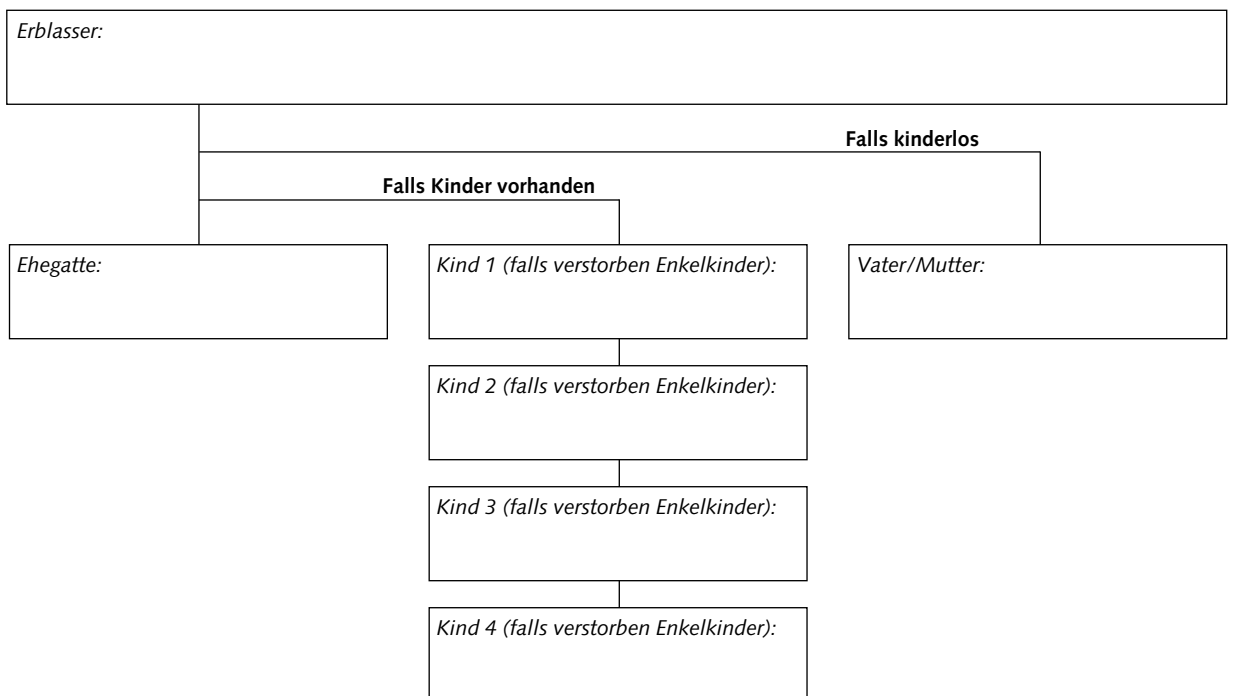 Erblasser:
Falls kinderlos
Falls Kinder vorhanden
Ehegatte:
Kind 1 (falls verstorben Enkelkinder):
Vater/Mutter:
Kind 2 (falls verstorben Enkelkinder):
Kind 3 (falls verstorben Enkelkinder):
Kind 4 (falls verstorben Enkelkinder):